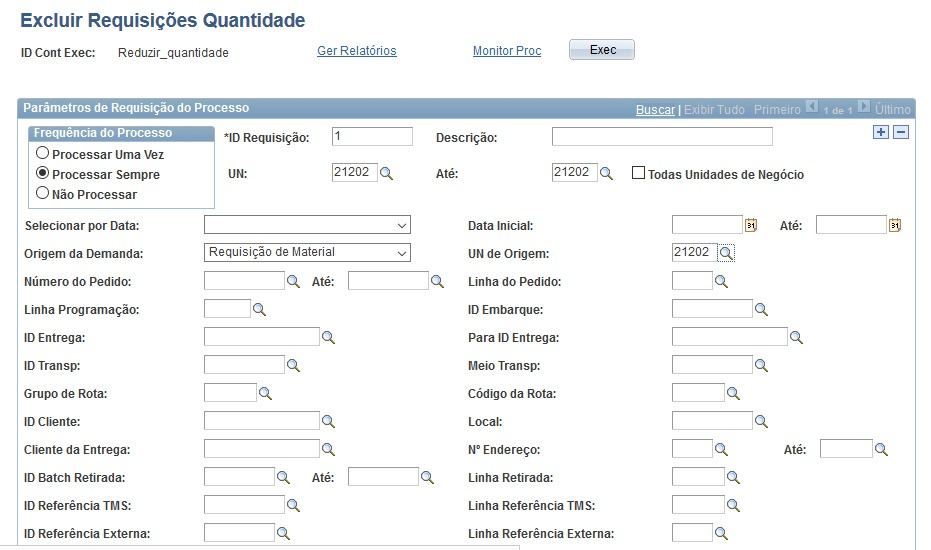 Excluir Requisições Quantidade
ID Cont Exec: Reduzir_quantidade Ger Relatórios Monitor Proc Exec
Parâmetros de Requisição do Processo Buscar | Exibir Tudo Primeiro 1 de 1 Último
Frequência do Processo
Processar Uma Vez
Processar Sempre
Não Processar
*ID Requisição: 1 Descrição:
UN: 21202 Até: 21202 Todas Unidades de Negócio
Selecionar por Data: Data Inicial: 31 Até: 31
Origem da Demanda: Requisição de Material UN de Origem: 21202
Número do Pedido: Até: Linha do Pedido:
Linha Programação: ID Embarque:
ID Entrega: Para ID Entrega:
ID Transp: Meio Transp:
Grupo de Rota: Código da Rota:
ID Cliente: Local:
Cliente da Entrega: Nº Endereço: Até:
ID Batch Retirada: Até: Linha Retirada:
ID Referência TMS: Linha Referência TMS:
ID Referência Externa: Linha Referência Externa: